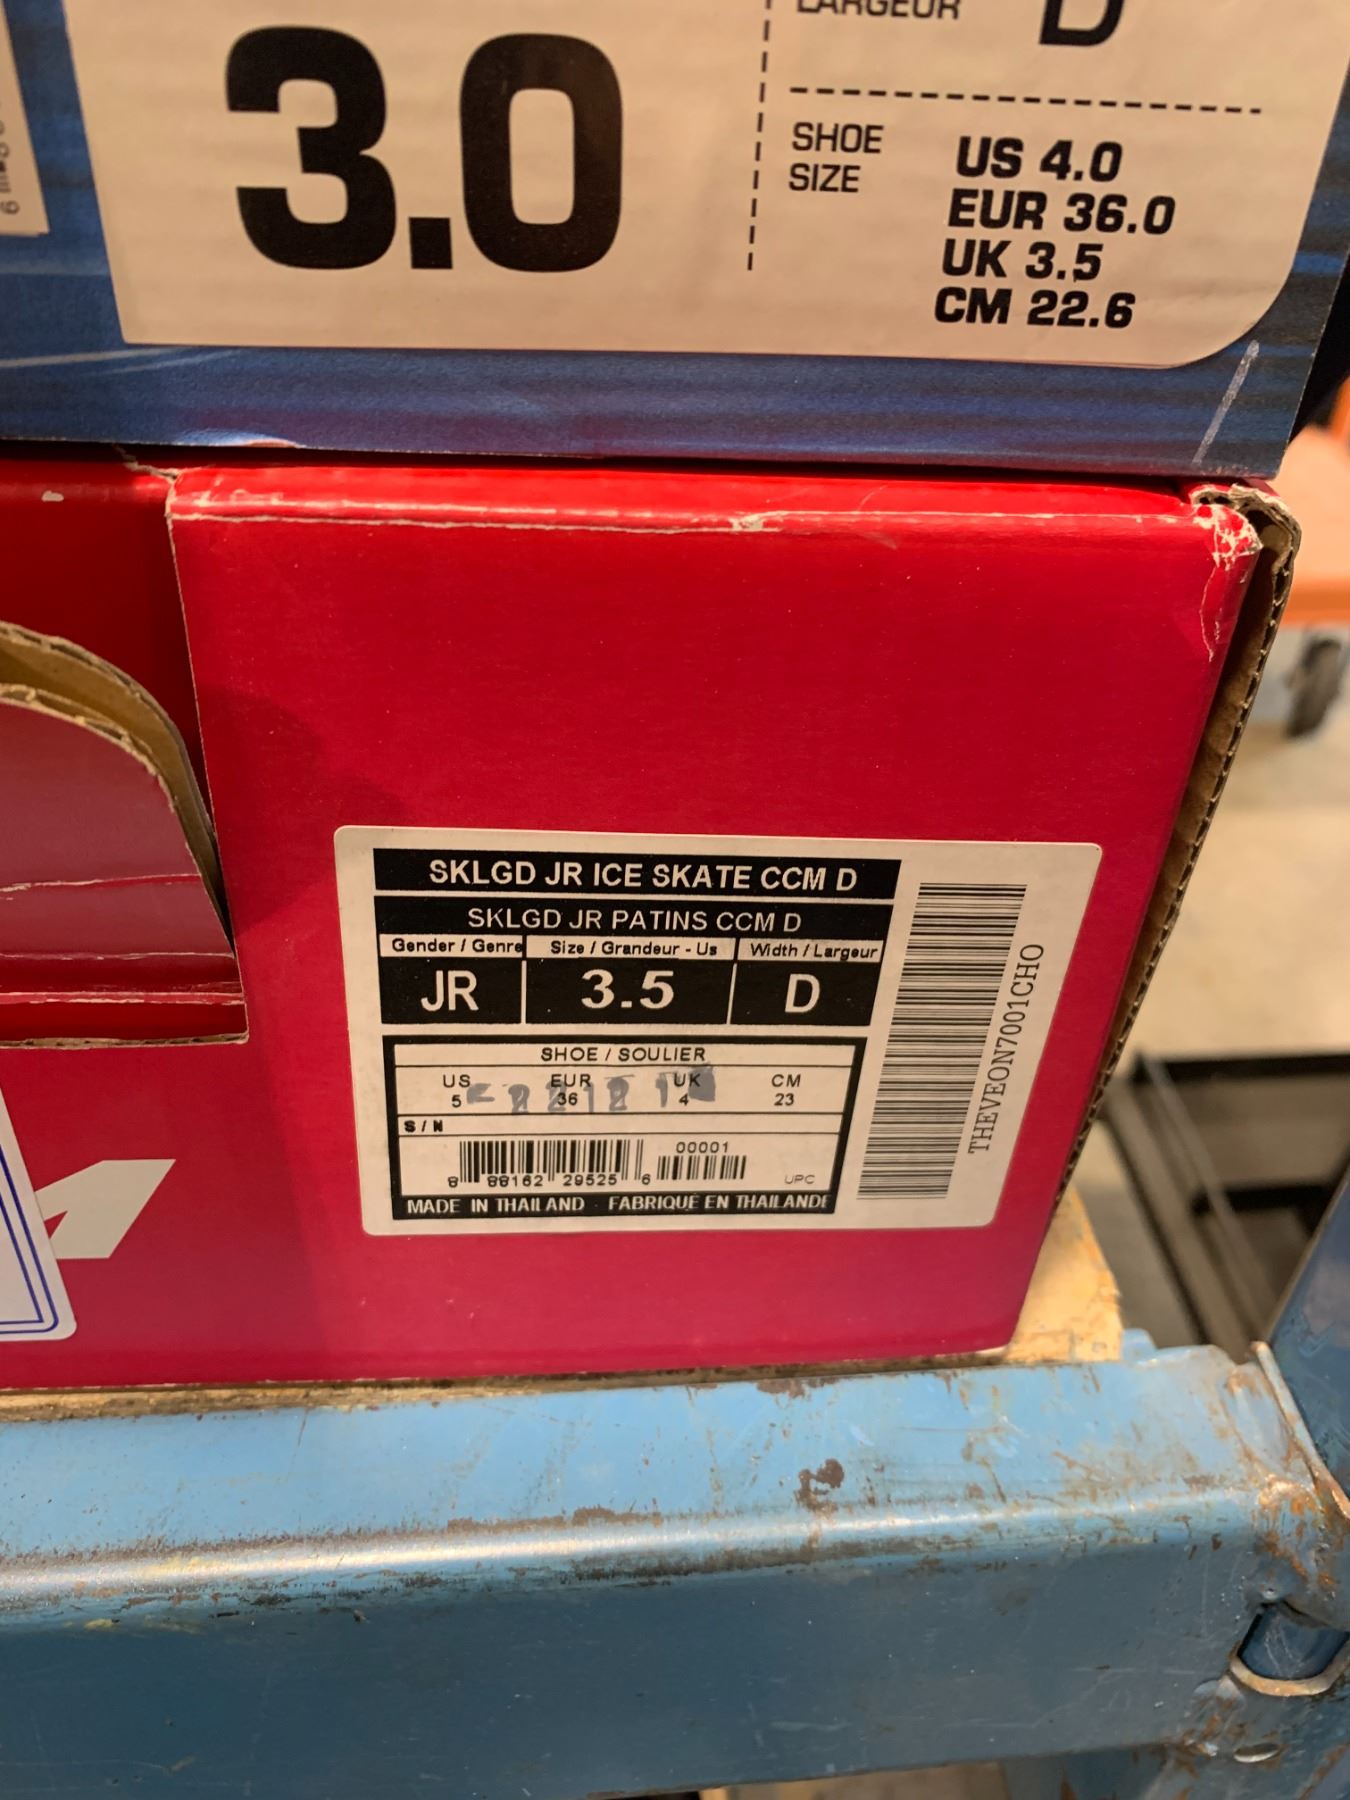 LARGEUR D
3.0
SHOE
SIZE
US 4.0
EUR 36.0
UK 3.5
CM 22.6
SKLGD JR ICE SKATE CCM D
SKLGD JR PATINS CCM D
Gender / Genre Size / Grandeur - Us Width / Largeur
JR 3.5 D
SHOE / SOULIER
US EUR UK CM
5 36 4 23
S / N
00001
8 88162 29525 6
UPC
MADE IN THAILAND FABRIQUÉ EN THAILANDE
THEVEON7001CHO